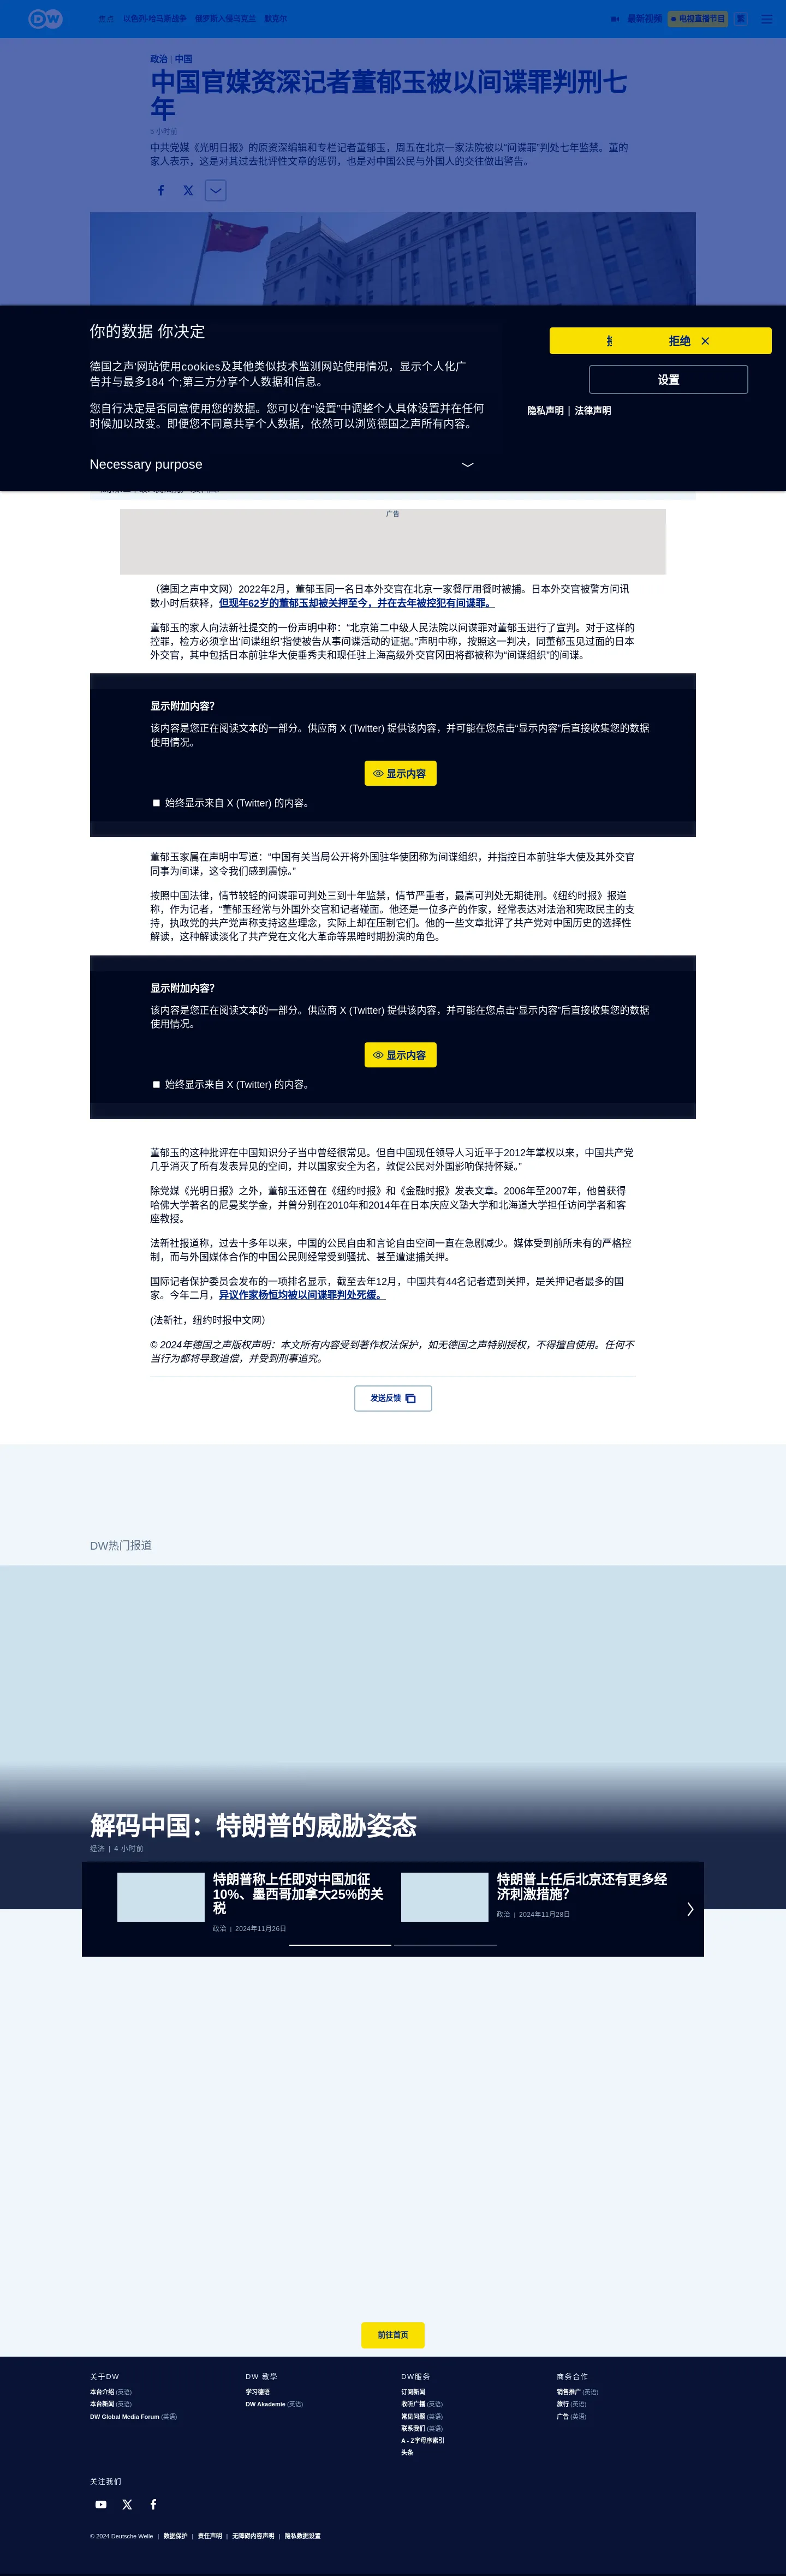 DW
焦点 以色列-哈马斯战争 俄罗斯入侵乌克兰 默克尔
最新视频 电视直播节目 繁
政治 | 中国
中国官媒资深记者董郁玉被以间谍罪判刑七
年
5 小时前
中共党媒《光明日报》的原资深编辑和专栏记者董郁玉，周五在北京一家法院被以“间谍罪”判处七年监禁。董的
家人表示，这是对其过去批评性文章的惩罚，也是对中国公民与外国人的交往做出警告。
你的数据 你决定
拒绝
德国之声'网站使用cookies及其他类似技术监测网站使用情况，显示个人化广
告并与最多184 个;第三方分享个人数据和信息。
设置
您自行决定是否同意使用您的数据。您可以在“设置”中调整个人具体设置并在任何
时候加以改变。即便您不同意共享个人数据，依然可以浏览德国之声所有内容。
隐私声明 | 法律声明
Necessary purpose
广告
（德国之声中文网）2022年2月，董郁玉同一名日本外交官在北京一家餐厅用餐时被捕。日本外交官被警方问讯
数小时后获释，但现年62岁的董郁玉却被关押至今，并在去年被控犯有间谍罪。
董郁玉的家人向法新社提交的一份声明中称：“北京第二中级人民法院以间谍罪对董郁玉进行了宣判。对于这样的
控罪，检方必须拿出‘间谍组织’指使被告从事间谍活动的证据。”声明中称，按照这一判决，同董郁玉见过面的日本
外交官，其中包括日本前驻华大使垂秀夫和现任驻上海高级外交官冈田将都被称为“间谍组织”的间谍。
显示附加内容？
该内容是您正在阅读文本的一部分。供应商 X (Twitter) 提供该内容，并可能在您点击“显示内容”后直接收集您的数据
使用情况。
显示内容
始终显示来自 X (Twitter) 的内容。
董郁玉家属在声明中写道：“中国有关当局公开将外国驻华使团称为间谍组织，并指控日本前驻华大使及其外交官
同事为间谍，这令我们感到震惊。”
按照中国法律，情节较轻的间谍罪可判处三到十年监禁，情节严重者，最高可判处无期徒刑。《纽约时报》报道
称，作为记者，“董郁玉经常与外国外交官和记者碰面。他还是一位多产的作家，经常表达对法治和宪政民主的支
持，执政党的共产党声称支持这些理念，实际上却在压制它们。他的一些文章批评了共产党对中国历史的选择性
解读，这种解读淡化了共产党在文化大革命等黑暗时期扮演的角色。
显示附加内容？
该内容是您正在阅读文本的一部分。供应商 X (Twitter) 提供该内容，并可能在您点击“显示内容”后直接收集您的数据
使用情况。
显示内容
始终显示来自 X (Twitter) 的内容。
董郁玉的这种批评在中国知识分子当中曾经很常见。但自中国现任领导人习近平于2012年掌权以来，中国共产党
几乎消灭了所有发表异见的空间，并以国家安全为名，敦促公民对外国影响保持怀疑。”
除党媒《光明日报》之外，董郁玉还曾在《纽约时报》和《金融时报》发表文章。2006年至2007年，他曾获得
哈佛大学著名的尼曼奖学金，并曾分别在2010年和2014年在日本庆应义塾大学和北海道大学担任访问学者和客
座教授。
法新社报道称，过去十多年以来，中国的公民自由和言论自由空间一直在急剧减少。媒体受到前所未有的严格控
制，而与外国媒体合作的中国公民则经常受到骚扰、甚至遭逮捕关押。
国际记者保护委员会发布的一项排名显示，截至去年12月，中国共有44名记者遭到关押，是关押记者最多的国
家。今年二月，异议作家杨恒均被以间谍罪判处死缓。
(法新社，纽约时报中文网）
© 2024年德国之声版权声明：本文所有内容受到著作权法保护，如无德国之声特别授权，不得擅自使用。任何不
当行为都将导致追偿，并受到刑事追究。
发送反馈
DW热门报道
解码中国：特朗普的威胁姿态
经济 | 4 小时前
特朗普称上任即对中国加征
10%、墨西哥加拿大25%的关
税
政治 | 2024年11月26日
特朗普上任后北京还有更多经
济刺激措施？
政治 | 2024年11月28日
前往首页
关于DW
本台介绍 (英语)
本台新闻 (英语)
DW Global Media Forum (英语)
DW 教學
学习德语
DW Akademie (英语)
DW服务
订阅新闻
收听广播 (英语)
常见问题 (英语)
联系我们 (英语)
A - Z字母序索引
头条
商务合作
销售推广 (英语)
旅行 (英语)
广告 (英语)
关注我们
© 2024 Deutsche Welle | 数据保护 | 责任声明 | 无障碍内容声明 | 隐私数据设置